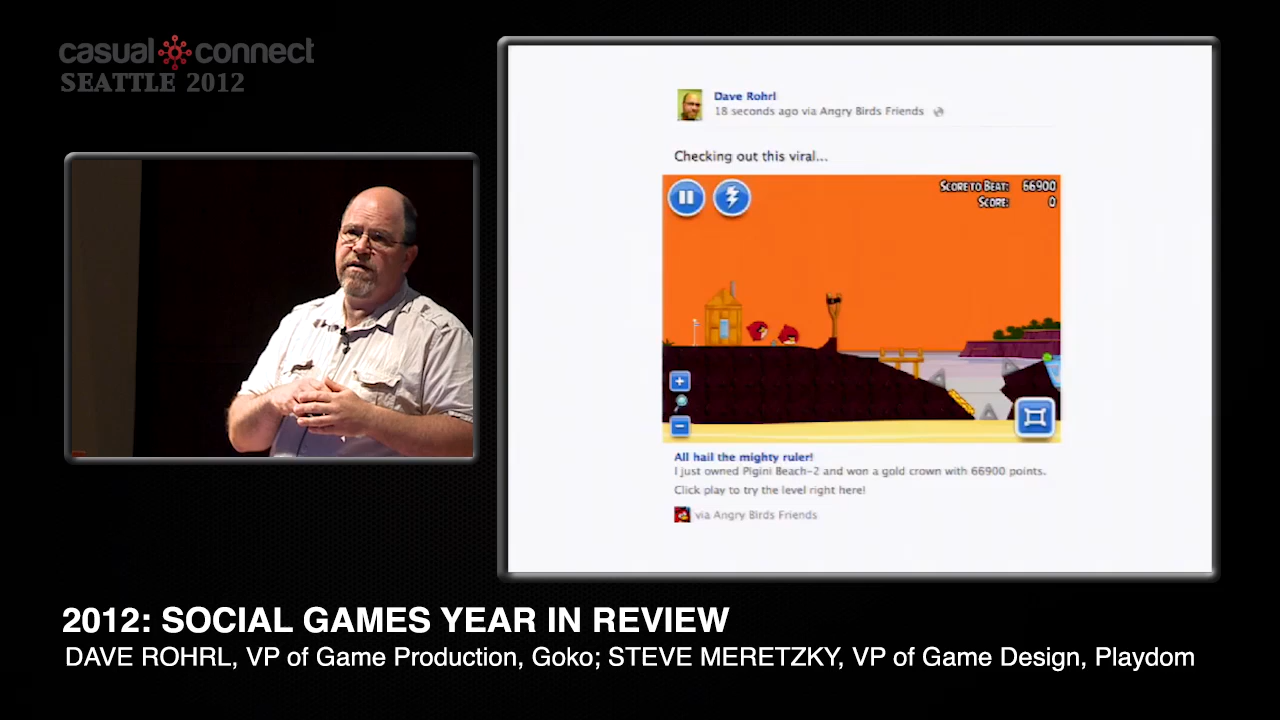 casual connect
SEATTLE 2012
Dave Rohrl
18 seconds ago via Angry Birds Friends
Checking out this viral...
SCORE TO BEAT: 66900
SCORE: 0
All hail the mighty ruler!
I just owned Pigini Beach-2 and won a gold crown with 66900 points.
Click play to try the level right here!
via Angry Birds Friends
2012: SOCIAL GAMES YEAR IN REVIEW
DAVE ROHRL, VP of Game Production, Goko; STEVE MERETZKY, VP of Game Design, Playdom